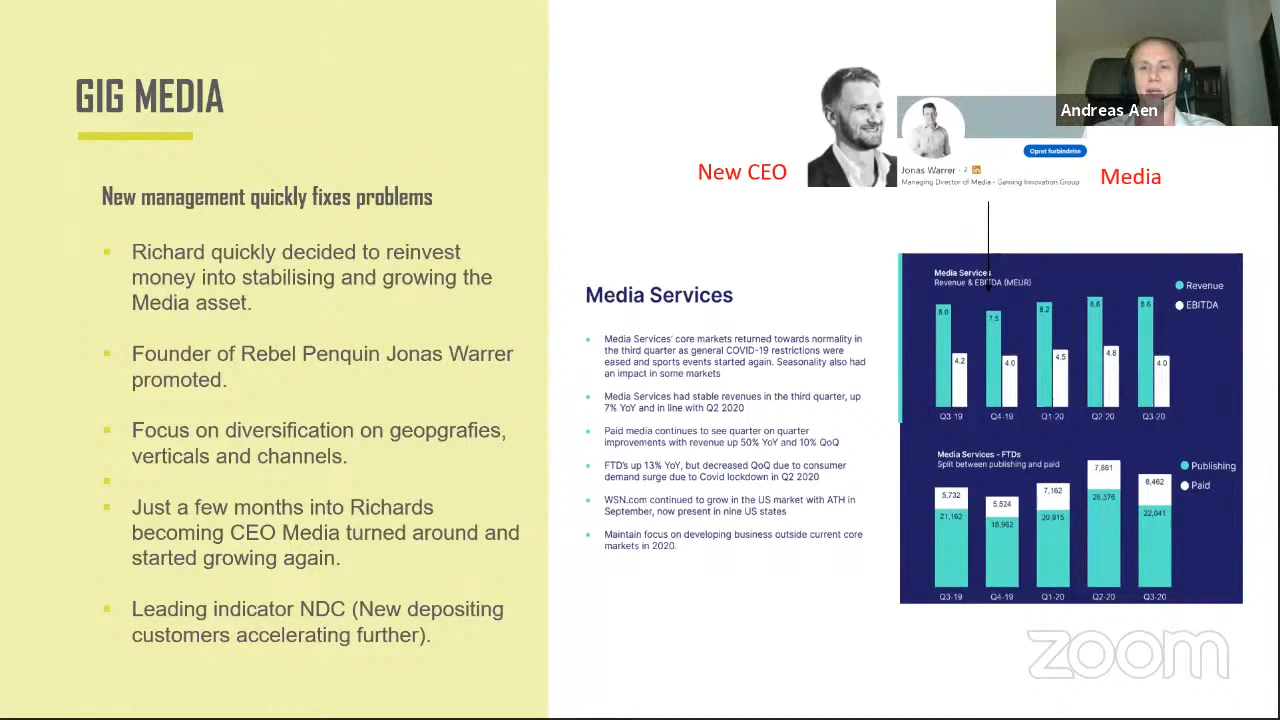 GIG MEDIA
New management quickly fixes problems
Richard quickly decided to reinvest
money into stabilising and growing the
Media asset.
Founder of Rebel Penquin Jonas Warrer
promoted.
Focus on diversification on geopgrafies,
verticals and channels.
Just a few months into Richards
becoming CEO Media turned around and
started growing again.
Leading indicator NDC (New depositing
customers accelerating further).
New CEO
Jonas Warrer · 2
Managing Director of Media - Gaming Innovation Group
Opret forbindelse
Media
Andreas Aen
Media Services
Media Services' core markets returned towards normality in
the third quarter as general COVID-19 restrictions were
eased and sports events started again. Seasonality also had
an impact in some markets
Media Services had stable revenues in the third quarter, up
7% YoY and in line with Q2 2020
Paid media continues to see quarter on quarter
improvements with revenue up 50% YoY and 10% QoQ
FTD's up 13% YoY, but decreased QoQ due to consumer
demand surge due to Covid lockdown in Q2 2020
WSN.com continued to grow in the US market with ATH in
September, now present in nine US states
Maintain focus on developing business outside current core
markets in 2020.
Media Services
Revenue & EBITDA (MEUR)
Revenue
EBITDA
8.0 4.2 7.5 4.0 8.2 4.5 8.6 4.8 8.6 4.0
Q3-19 Q4-19 Q1-20 Q2-20 Q3-20
Media Services - FTDs
Split between publishing and paid
Publishing
Paid
5,732 5,524 7,162 7,861 8,462
21,162 18,962 20,915 26,376 22,041
Q3-19 Q4-19 Q1-20 Q2-20 Q3-20
zoom